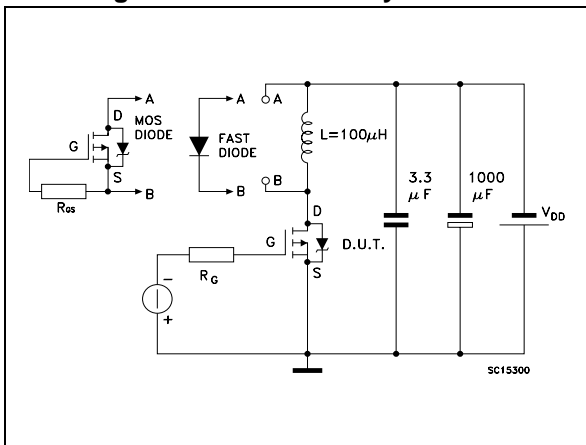 A
D
MOS
DIODE
G
S
B
RGS
A
FAST
DIODE
B
A
L=100μH
B
D
G
D.U.T.
S
RG
-
+
3.3
μF
1000
μF
VDD
SC15300